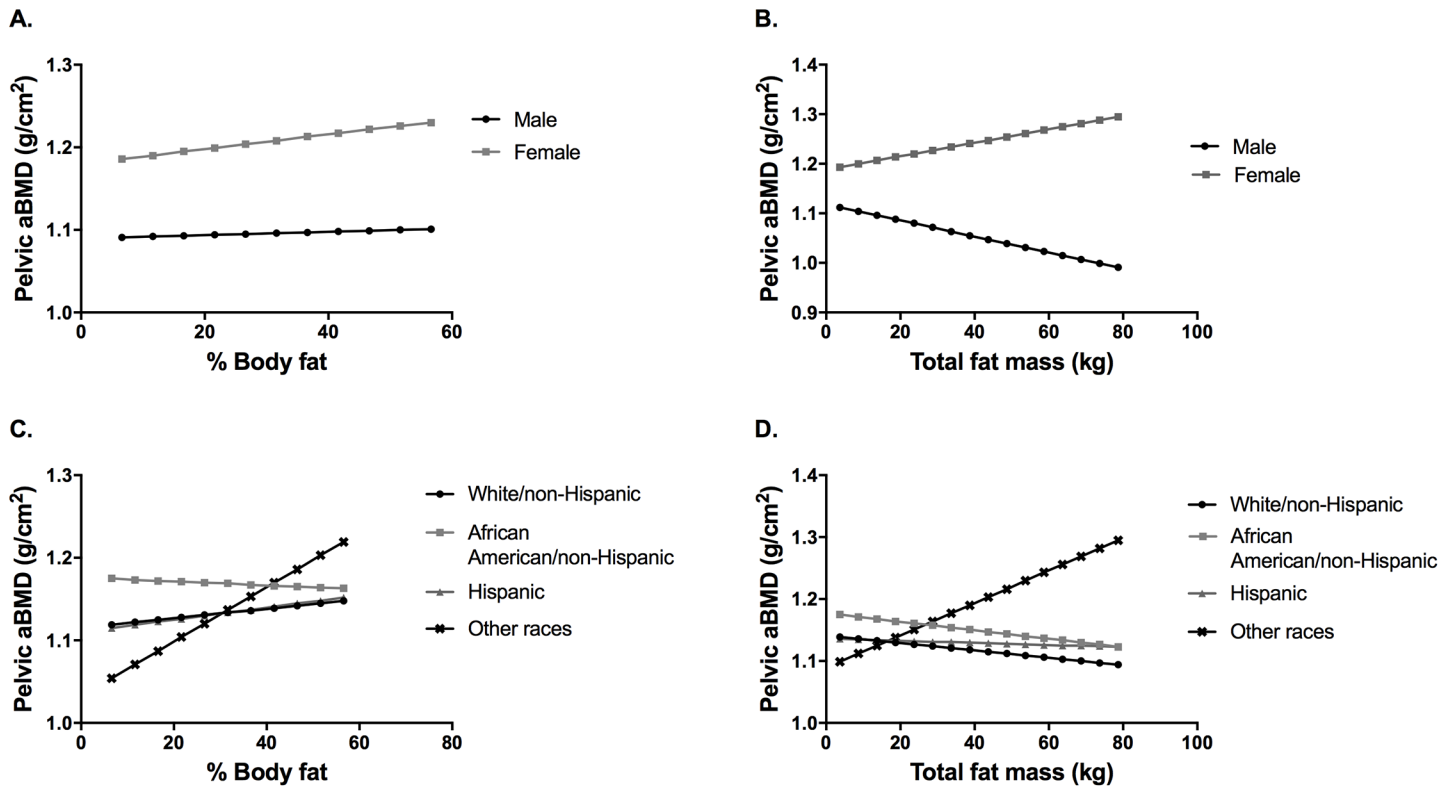 A.
Pelvic aBMD (g/cm2)
1.3
1.2
1.1
1.0
0
20
40
60
% Body fat
Male
Female
B.
Pelvic aBMD (g/cm2)
1.4
1.3
1.2
1.1
1.0
0.9
0
20
40
60
80
100
Total fat mass (kg)
Male
Female
C.
Pelvic aBMD (g/cm2)
1.3
1.2
1.1
1.0
0
20
40
60
80
% Body fat
White/non-Hispanic
African
American/non-Hispanic
Hispanic
Other races
D.
Pelvic aBMD (g/cm2)
1.4
1.3
1.2
1.1
1.0
0
20
40
60
80
100
Total fat mass (kg)
White/non-Hispanic
African
American/non-Hispanic
Hispanic
Other races